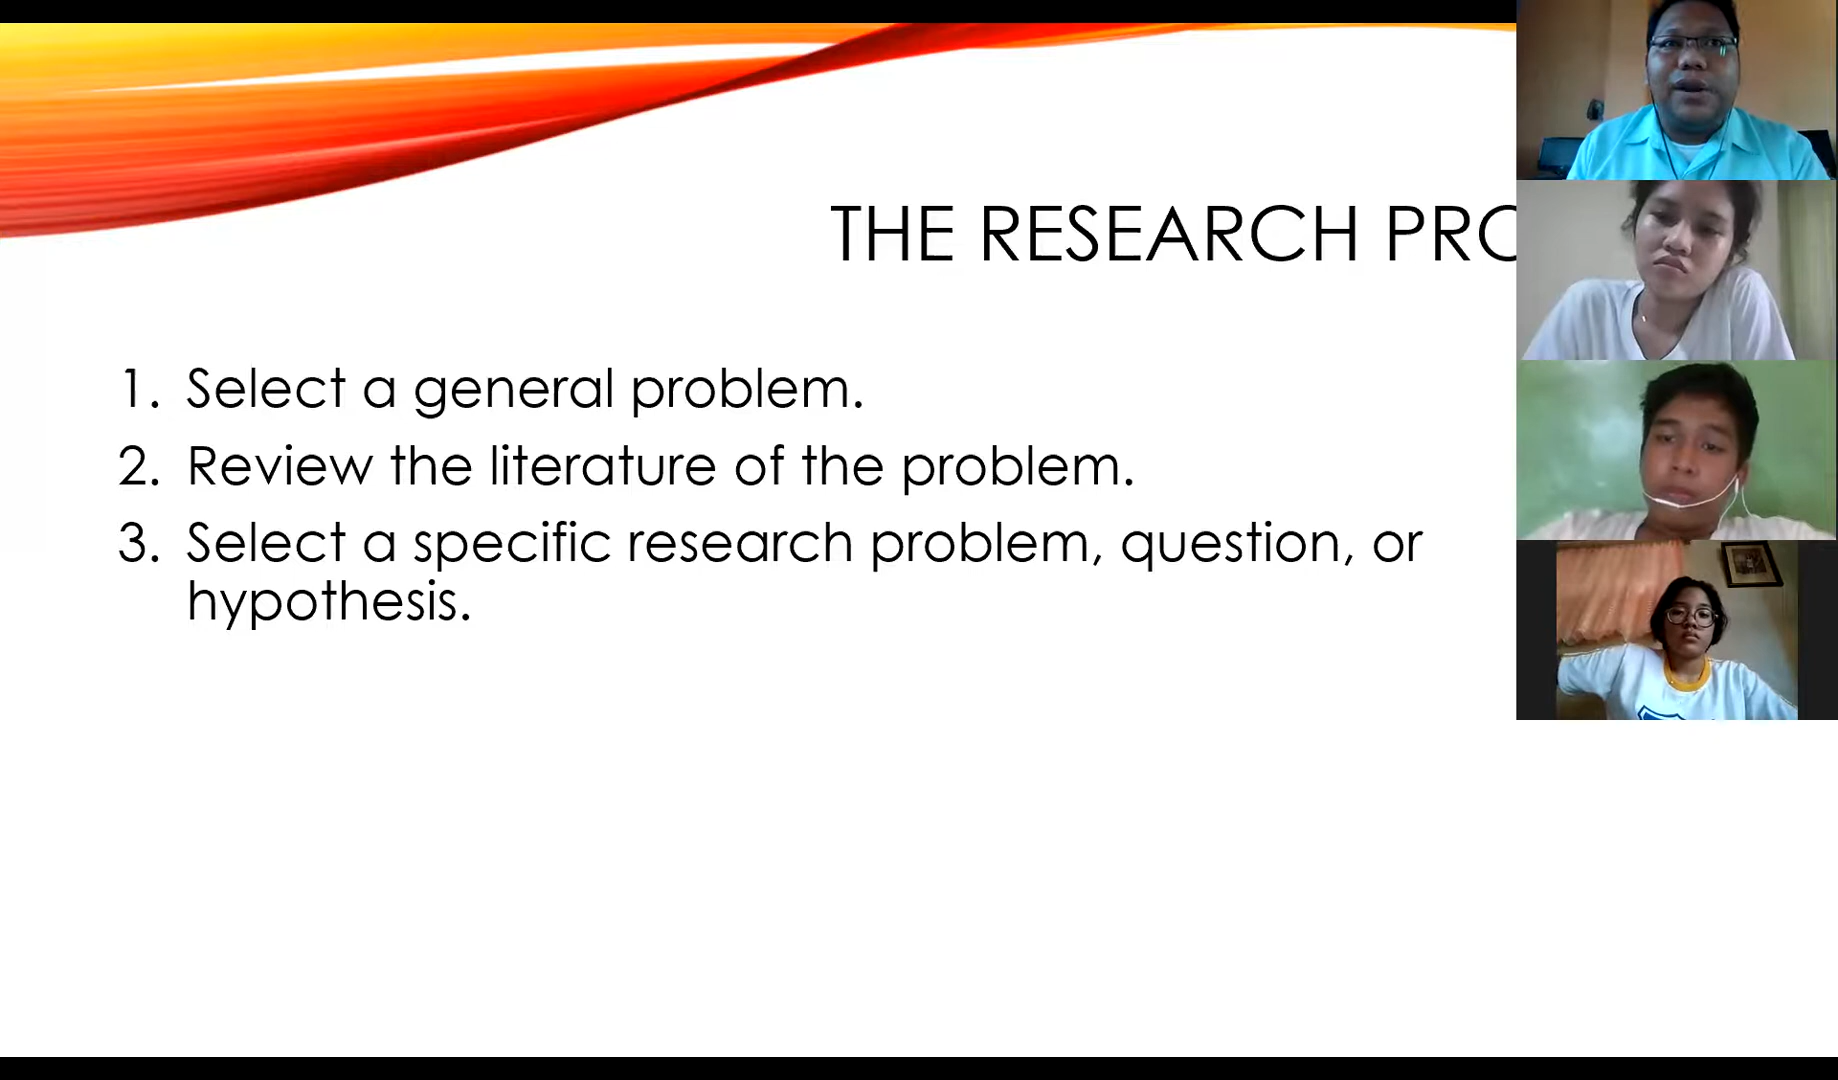 THE RESEARCH PRO
1. Select a general problem.
2. Review the literature of the problem.
3. Select a specific research problem, question, or
hypothesis.